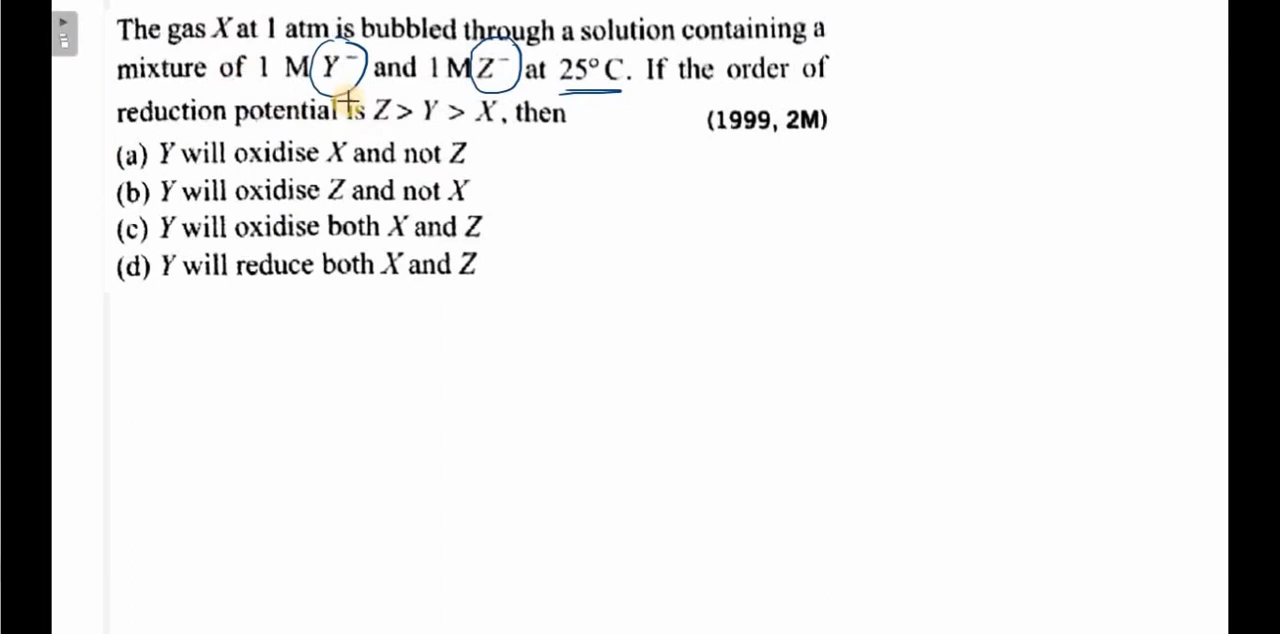 The gas X at 1 atm is bubbled through a solution containing a
mixture of 1 M Y⁻ and 1 M Z⁻ at 25° C. If the order of
reduction potential is Z > Y > X, then (1999, 2M)
(a) Y will oxidise X and not Z
(b) Y will oxidise Z and not X
(c) Y will oxidise both X and Z
(d) Y will reduce both X and Z